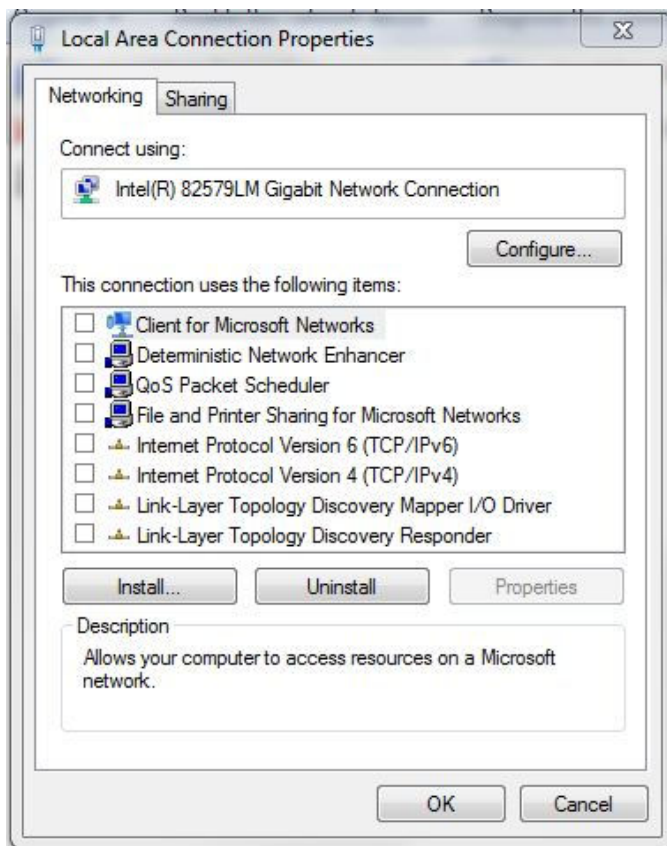 Local Area Connection Properties
Networking
Sharing
Connect using:
Intel(R) 82579LM Gigabit Network Connection
Configure...
This connection uses the following items:
Client for Microsoft Networks
Deterministic Network Enhancer
QoS Packet Scheduler
File and Printer Sharing for Microsoft Networks
Internet Protocol Version 6 (TCP/IPv6)
Internet Protocol Version 4 (TCP/IPv4)
Link-Layer Topology Discovery Mapper I/O Driver
Link-Layer Topology Discovery Responder
Install...
Uninstall
Properties
Description
Allows your computer to access resources on a Microsoft
network.
OK
Cancel